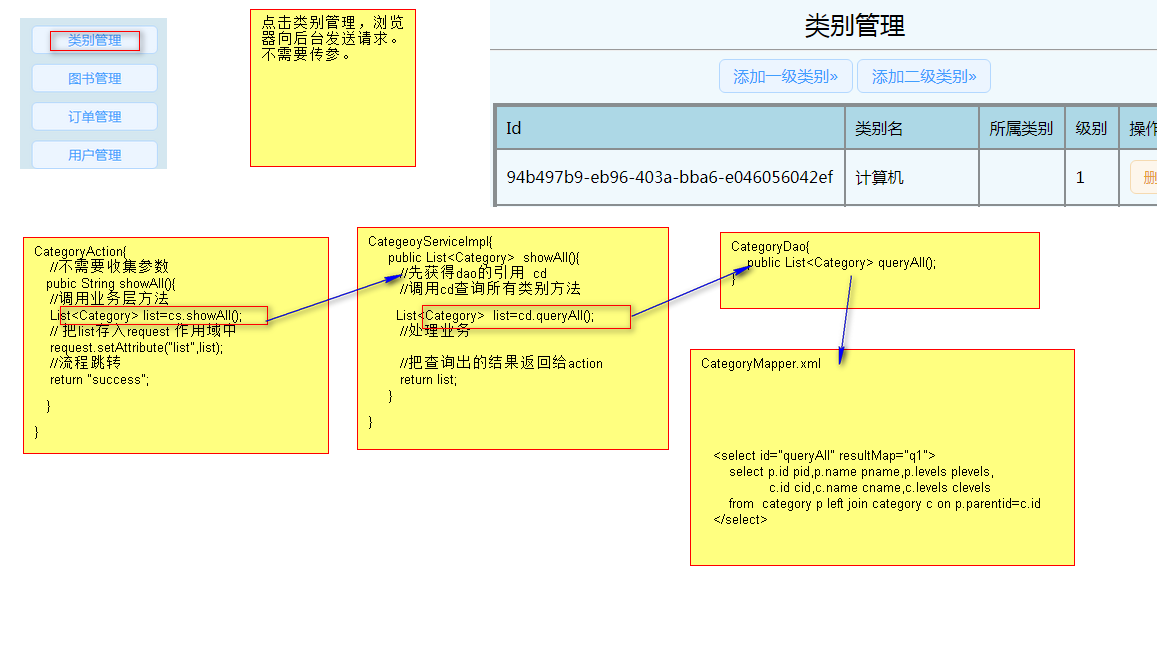 类别管理
图书管理
订单管理
用户管理
点击类别管理，浏览
器向后台发送请求。
不需要传参。
类别管理
添加一级类别»
添加二级类别»
Id
类别名
所属类别
级别
操作
94b497b9-eb96-403a-bba6-e046056042ef
计算机
1
删
CategoryAction{
//不需要收集参数
pubic String showAll(){
//调用业务层方法
List<Category> list=cs.showAll();
// 把list存入request 作用域中
request.setAttribute("list",list);
//流程跳转
return "success";
}
}
CategeoyServiceImpl{
public List<Category> showAll(){
//先获得dao的引用 cd
//调用cd查询所有类别方法
List<Category> list=cd.queryAll();
//处理业务
//把查询出的结果返回给action
return list;
}
}
CategoryDao{
public List<Category> queryAll();
}
CategoryMapper.xml
<select id="queryAll" resultMap="q1">
select p.id pid,p.name pname,p.levels plevels,
c.id cid,c.name cname,c.levels clevels
from category p left join category c on p.parentid=c.id
</select>